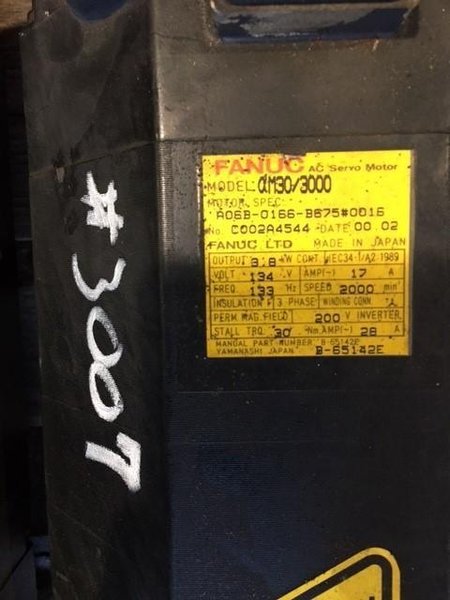 #3007
FANUC AC Servo Motor
MODEL αM30/3000
MOTOR SPEC.
A06B-0166-B675#0016
No. C002A4544 DATE 00.02
FANUC LTD MADE IN JAPAN
OUTPUT 3.8 KW CONT. IEC34-1/A2.1989
VOLT 134 V AMP(~) 17 A
FREQ. 133 Hz SPEED 2000 min
INSULATION F 3 PHASE WINDING CONN.
PERM MAG.FIELD 200 V INVERTER
STALL TRQ. 30 Nm AMP(~) 28 A
MANUAL PART NUMBER B-65142E
YAMANASHI JAPAN B-65142E